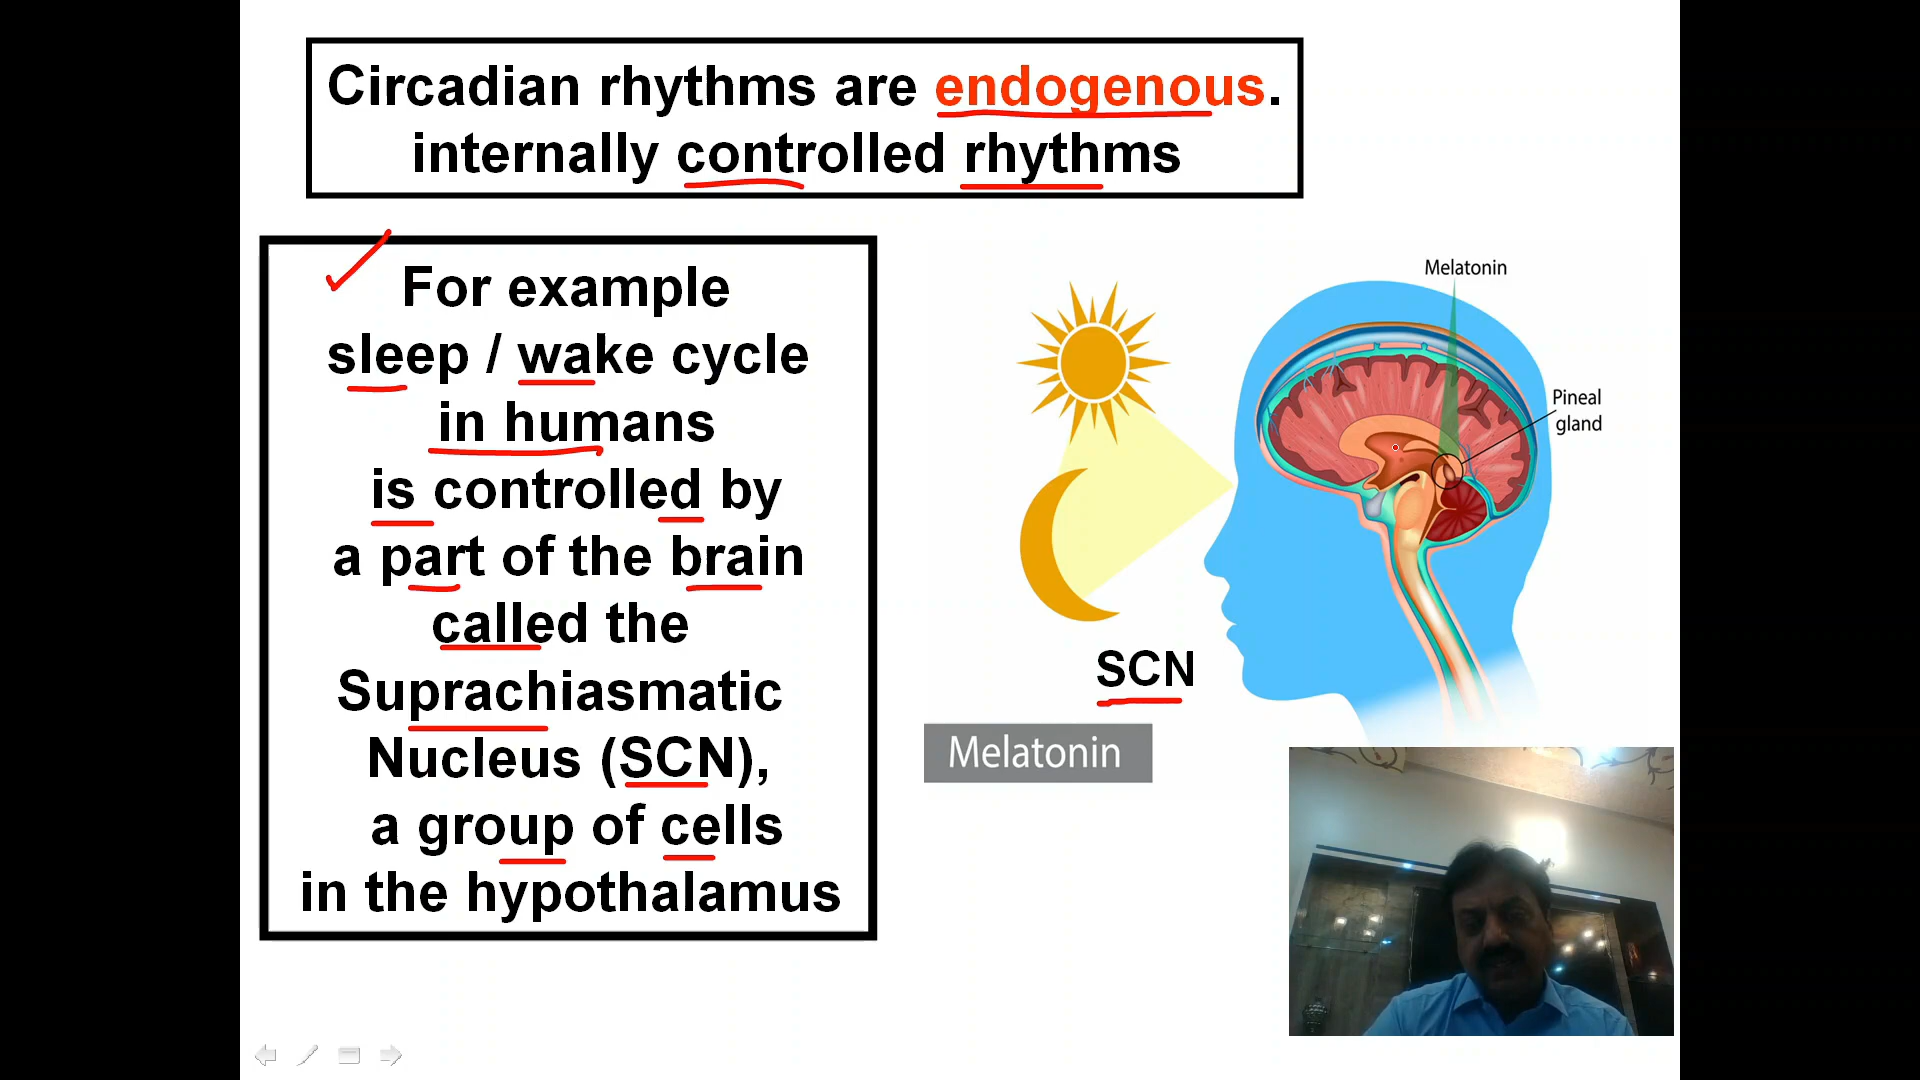 Circadian rhythms are endogenous.
internally controlled rhythms
For example
sleep / wake cycle
in humans
is controlled by
a part of the brain
called the
Suprachiasmatic
Nucleus (SCN),
a group of cells
in the hypothalamus
Melatonin
Pineal
gland
SCN
Melatonin